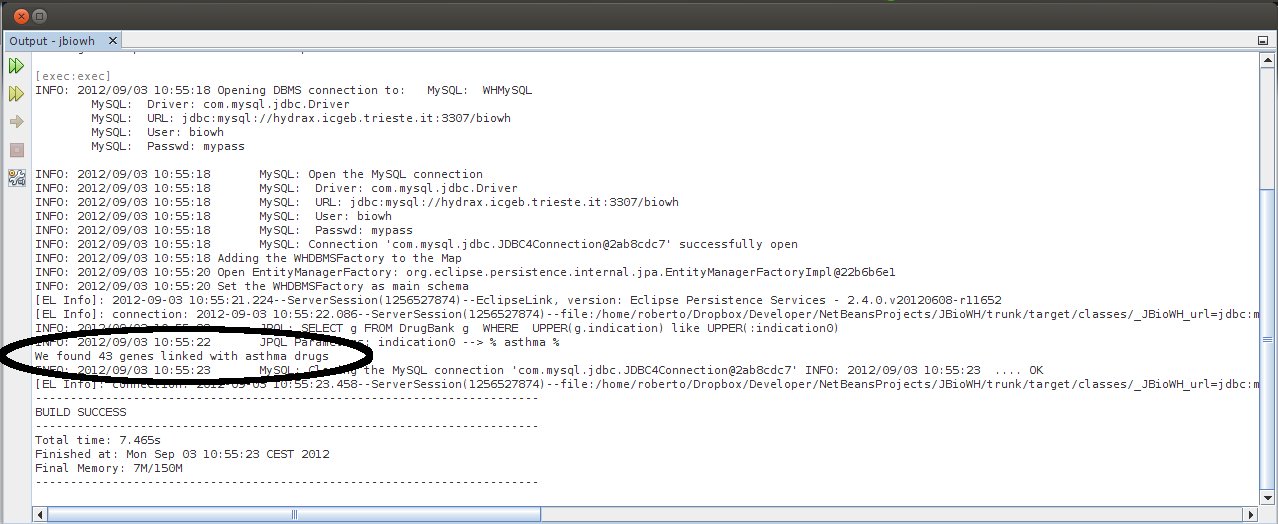 Output - jbiowh
[exec:exec]
INFO: 2012/09/03 10:55:18 Opening DBMS connection to: MySQL: WHMySQL
MySQL: Driver: com.mysql.jdbc.Driver
MySQL: URL: jdbc:mysql://hydrax.icgeb.trieste.it:3307/biowh
MySQL: User: biowh
MySQL: Passwd: mypass
INFO: 2012/09/03 10:55:18 MySQL: Open the MySQL connection
INFO: 2012/09/03 10:55:18 MySQL: Driver: com.mysql.jdbc.Driver
INFO: 2012/09/03 10:55:18 MySQL: URL: jdbc:mysql://hydrax.icgeb.trieste.it:3307/biowh
INFO: 2012/09/03 10:55:18 MySQL: User: biowh
INFO: 2012/09/03 10:55:18 MySQL: Passwd: mypass
INFO: 2012/09/03 10:55:18 MySQL: Connection 'com.mysql.jdbc.JDBC4Connection@2ab8cdc7' successfully open
INFO: 2012/09/03 10:55:18 Adding the WHDBMSFactory to the Map
INFO: 2012/09/03 10:55:20 Open EntityManagerFactory: org.eclipse.persistence.internal.jpa.EntityManagerFactoryImpl@22b6b6e1
INFO: 2012/09/03 10:55:20 Set the WHDBMSFactory as main schema
[EL Info]: 2012-09-03 10:55:21.224--ServerSession(1256527874)--EclipseLink, version: Eclipse Persistence Services - 2.4.0.v20120608-r11652
[EL Info]: connection: 2012-09-03 10:55:22.086--ServerSession(1256527874)--file:/home/roberto/Dropbox/Developer/NetBeansProjects/JBioWH/trunk/target/classes/_JBioWH_url=jdbc:m
INFO: 2012/09/03 10:55:22 JPQL: SELECT g FROM DrugBank g WHERE UPPER(g.indication) like UPPER(:indication0)
INFO: 2012/09/03 10:55:22 JPQL Parameters: indication0 --> % asthma %
We found 43 genes linked with asthma drugs
INFO: 2012/09/03 10:55:23 MySQL: Closing the MySQL connection 'com.mysql.jdbc.JDBC4Connection@2ab8cdc7' INFO: 2012/09/03 10:55:23 .... OK
[EL Info]: connection: 2012-09-03 10:55:23.458--ServerSession(1256527874)--file:/home/roberto/Dropbox/Developer/NetBeansProjects/JBioWH/trunk/target/classes/_JBioWH_url=jdbc:m
------------------------------------------------------------------------
BUILD SUCCESS
------------------------------------------------------------------------
Total time: 7.465s
Finished at: Mon Sep 03 10:55:23 CEST 2012
Final Memory: 7M/150M
------------------------------------------------------------------------